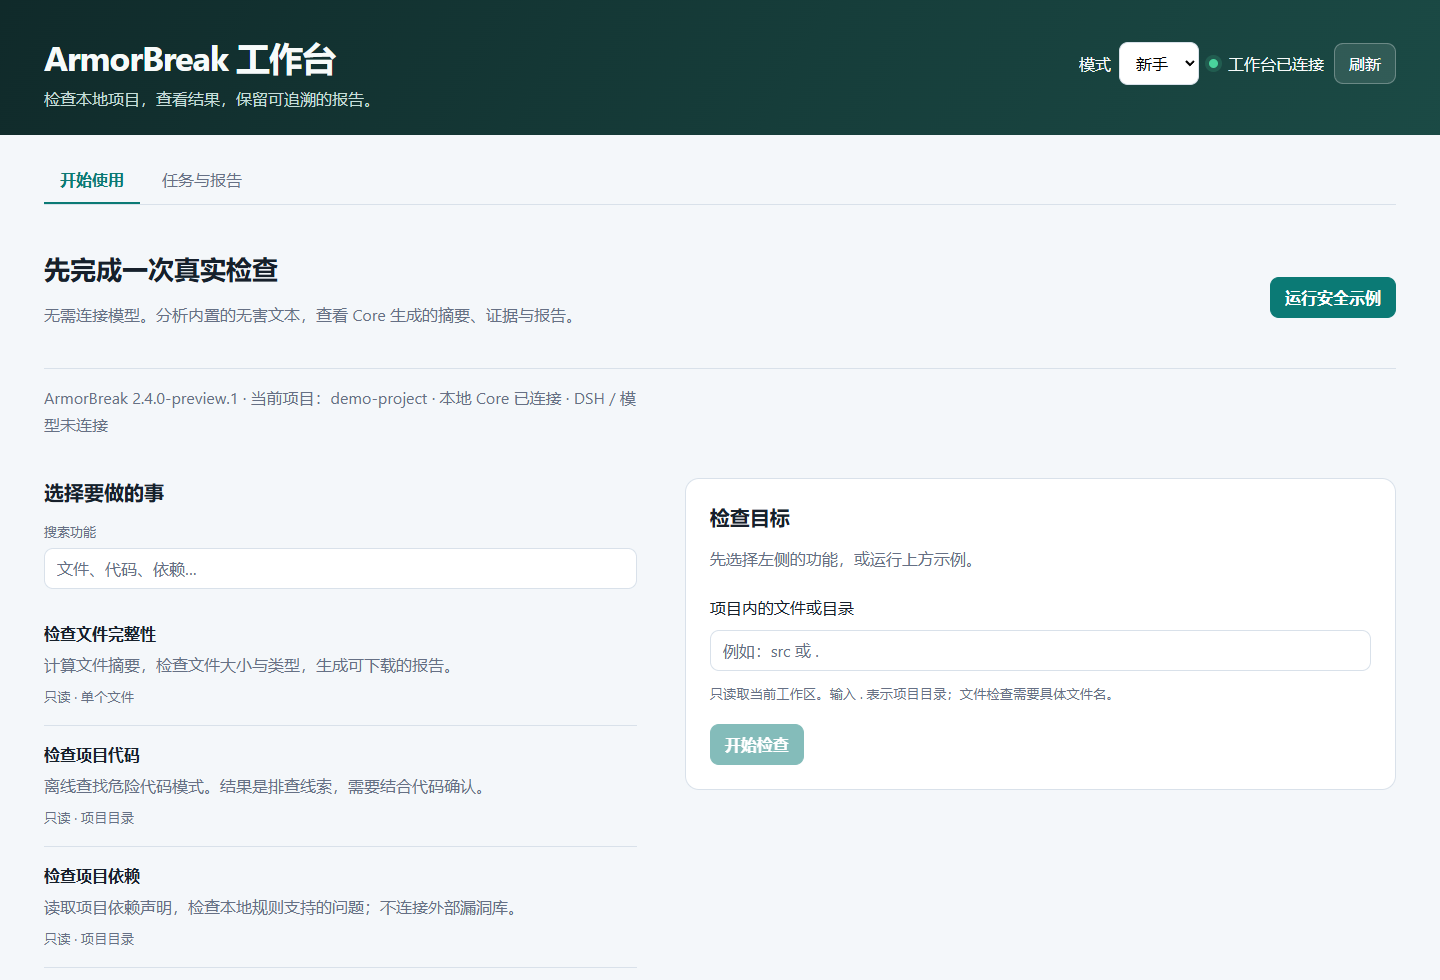 ArmorBreak 工作台
检查本地项目，查看结果，保留可追溯的报告。
模式
新手
工作台已连接
刷新
开始使用
任务与报告
先完成一次真实检查
无需连接模型。分析内置的无害文本，查看 Core 生成的摘要、证据与报告。
运行安全示例
ArmorBreak 2.4.0-preview.1 · 当前项目：demo-project · 本地 Core 已连接 · DSH / 模
型未连接
选择要做的事
搜索功能
文件、代码、依赖...
检查文件完整性
计算文件摘要，检查文件大小与类型，生成可下载的报告。
只读 · 单个文件
检查项目代码
离线查找危险代码模式。结果是排查线索，需要结合代码确认。
只读 · 项目目录
检查项目依赖
读取项目依赖声明，检查本地规则支持的问题；不连接外部漏洞库。
只读 · 项目目录
检查目标
先选择左侧的功能，或运行上方示例。
项目内的文件或目录
例如：src 或 .
只读取当前工作区。输入 . 表示项目目录；文件检查需要具体文件名。
开始检查